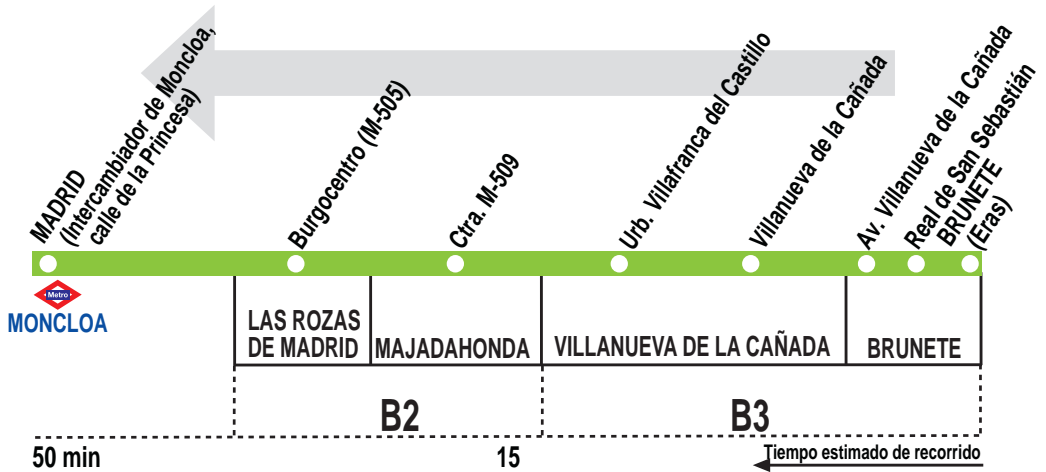 MADRID
(Intercambiador de Moncloa,
calle de la Princesa)
Burgocentro (M-505)
Ctra. M-509
Urb. Villafranca del Castillo
Villanueva de la Cañada
Av. Villanueva de la Cañada
Real de San Sebastián
BRUNETE
(Eras)
Metro
MONCLOA
LAS ROZAS
DE MADRID
MAJADAHONDA
VILLANUEVA DE LA CAÑADA
BRUNETE
B2
B3
50 min
15
Tiempo estimado de recorrido